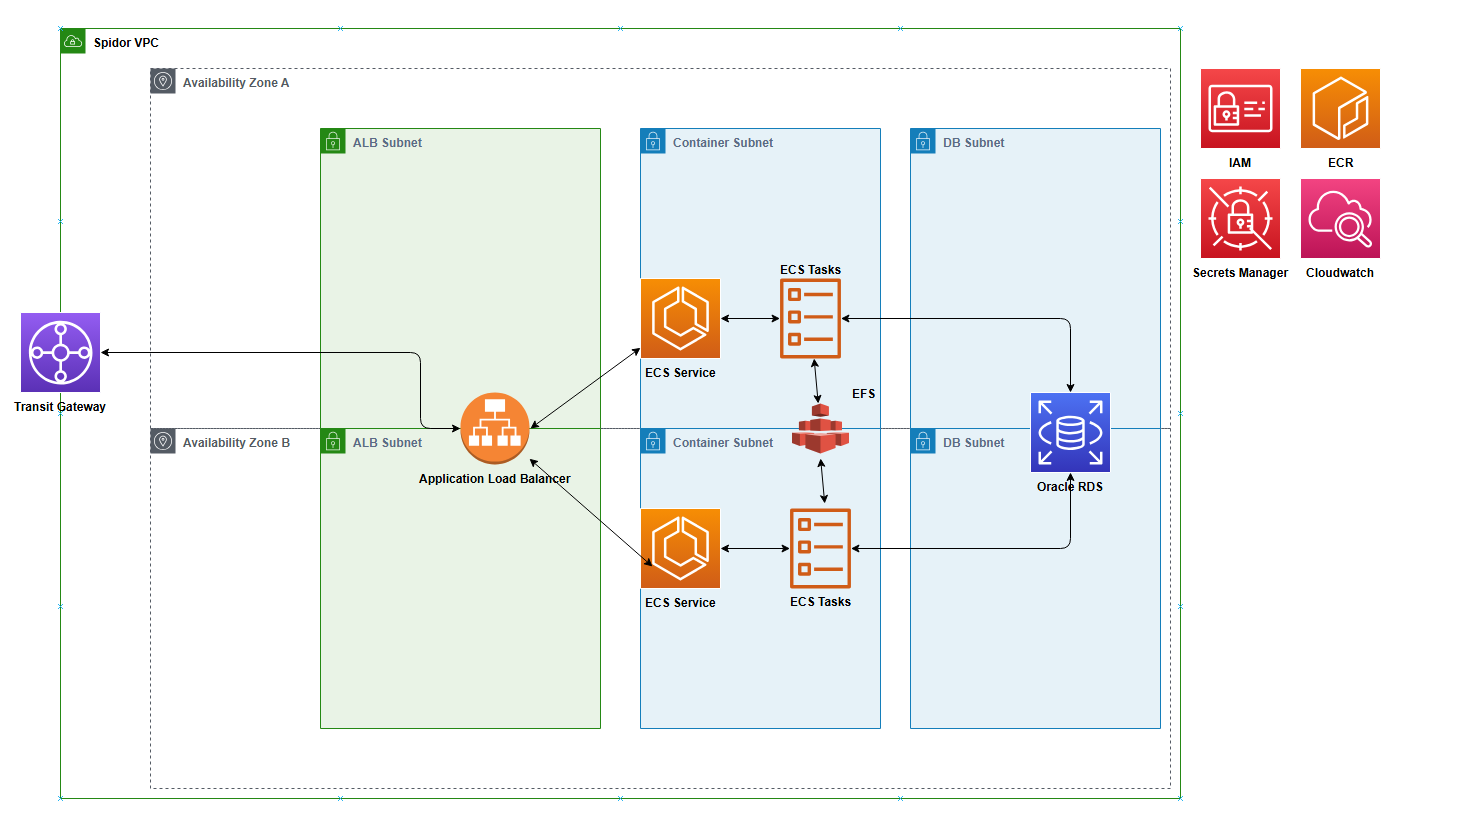 Spidor VPC
Availability Zone A
ALB Subnet
Container Subnet
DB Subnet
IAM
ECR
Secrets Manager
Cloudwatch
ECS Tasks
ECS Service
EFS
Transit Gateway
Availability Zone B
ALB Subnet
Container Subnet
DB Subnet
Application Load Balancer
Oracle RDS
ECS Service
ECS Tasks